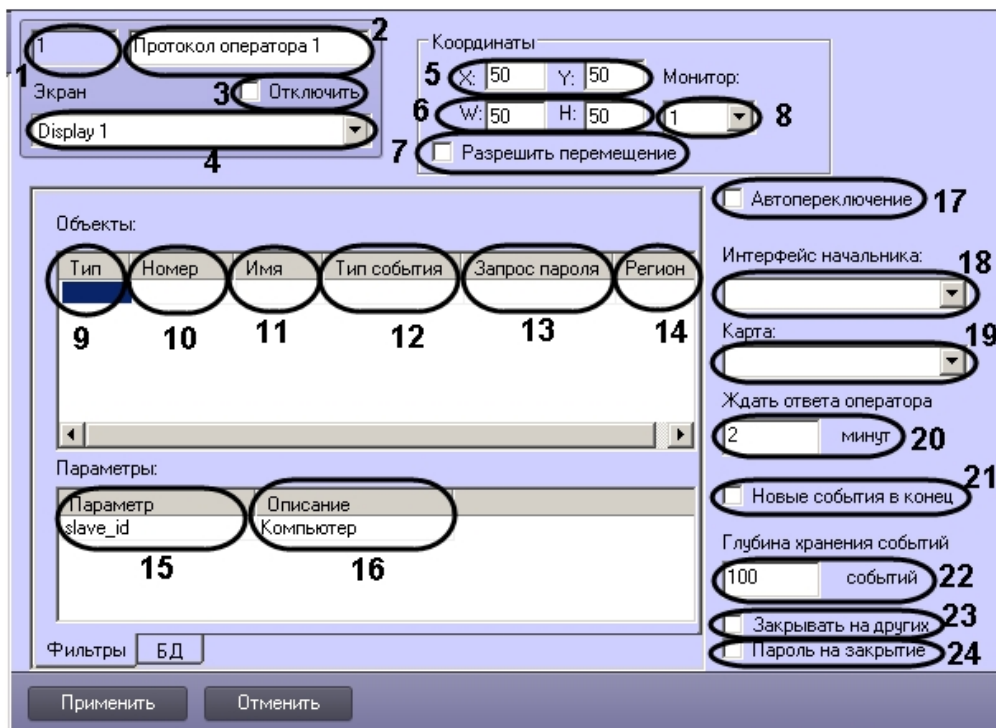 1 Протокол оператора 1 2
1
Экран 3 Отключить
Display 1
4
Координаты
5 X: 50 Y: 50 Монитор:
6 W: 50 H: 50 1 8
7 Разрешить перемещение
Объекты:
Тип Номер Имя Тип события Запрос пароля Регион
9 10 11 12 13 14
Параметры:
Параметр Описание
slave_id Компьютер
15 16
Фильтры БД
Автопереключение 17
Интерфейс начальника: 18
Карта: 19
Ждать ответа оператора
2 минут 20
21
Новые события в конец
Глубина хранения событий
100 событий 22
Закрывать на других 23
Пароль на закрытие 24
Применить Отменить